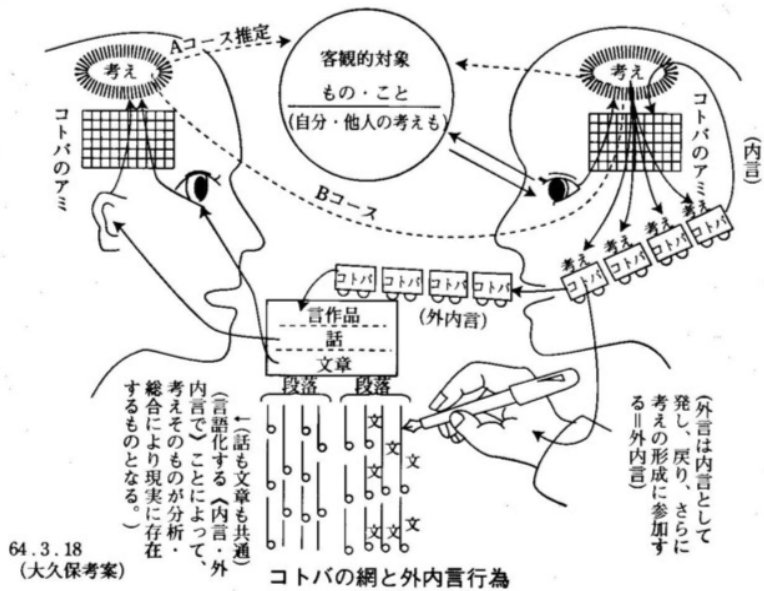 考え
Aコース推定
客観的対象
もの・こと
(自分・他人の考えも)
考え
コトバのアミ
コトバのアミ
(内言)
Bコース
考え
考え
考え
考え
コトバ
コトバ
コトバ
コトバ
コトバ
コトバ
コトバ
コトバ
(外内言)
言作品
話
文章
段落
段落
文
文
文
文
文
文
文
←(話も文章も共通)
(言語化する《内言・外
内言で》ことによって、
考えそのものが分析・
総合により現実に存在
するものとなる。)
(外言は内言として
発し、戻り、さらに
考えの形成に参加す
る=外内言)
64.3.18
(大久保考案)
コトバの網と外内言行為